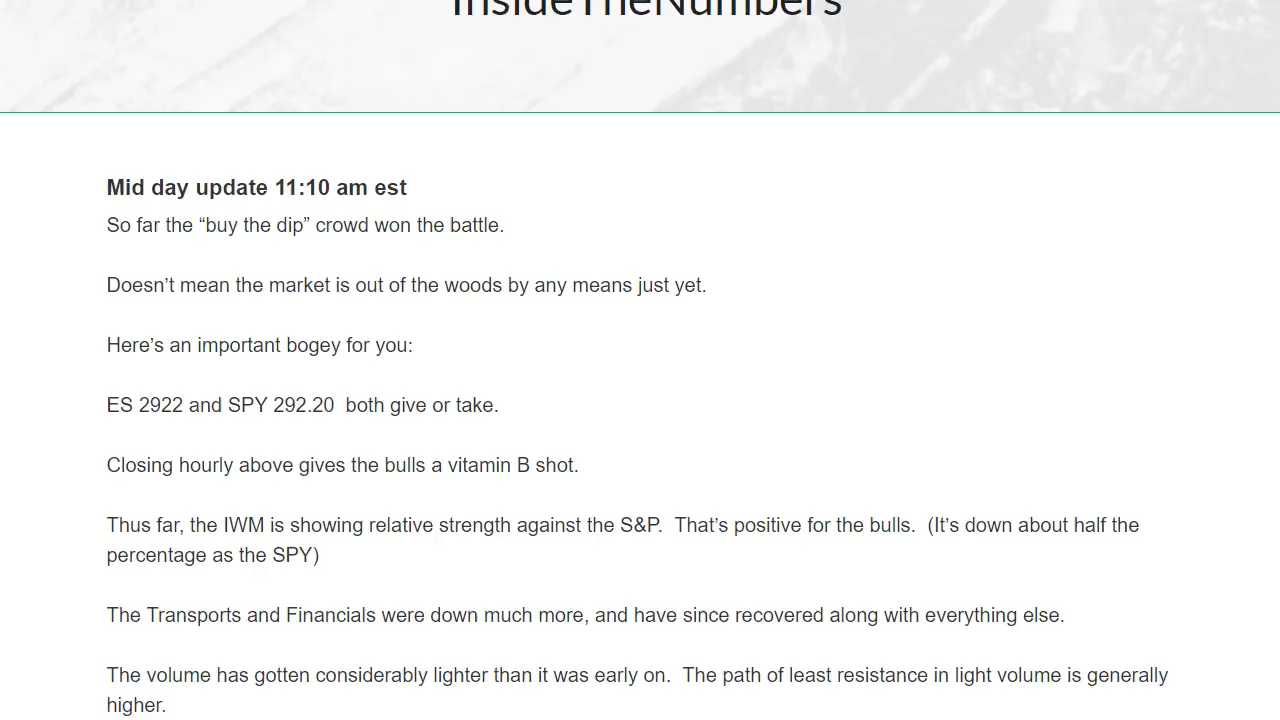 InsideTheNumbers
Mid day update 11:10 am est
So far the “buy the dip” crowd won the battle.
Doesn’t mean the market is out of the woods by any means just yet.
Here’s an important bogey for you:
ES 2922 and SPY 292.20  both give or take.
Closing hourly above gives the bulls a vitamin B shot.
Thus far, the IWM is showing relative strength against the S&P.  That’s positive for the bulls.  (It’s down about half the
percentage as the SPY)
The Transports and Financials were down much more, and have since recovered along with everything else.
The volume has gotten considerably lighter than it was early on.  The path of least resistance in light volume is generally
higher.